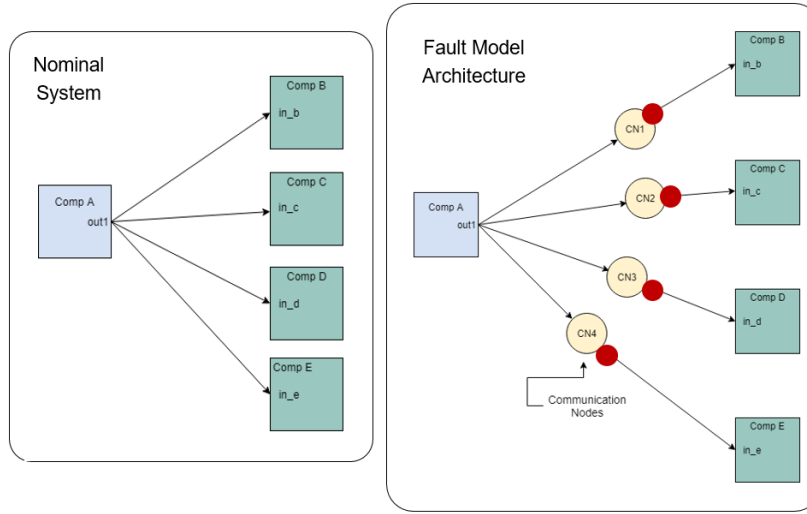 Nominal
System
Comp B
in_b
Comp C
in_c
Comp A
out1
Comp D
in_d
Comp E
in_e
Fault Model
Architecture
Comp B
in_b
CN1
Comp C
in_c
CN2
Comp A
out1
CN3
Comp D
in_d
CN4
Communication
Nodes
Comp E
in_e